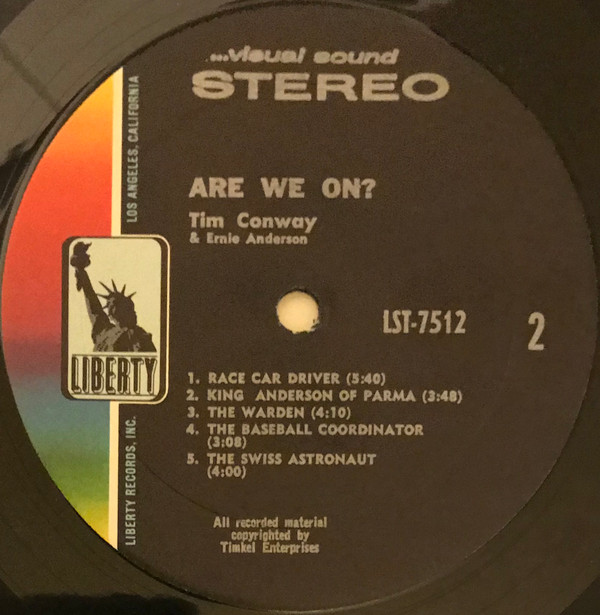 ...visual sound
STEREO
LOS ANGELES, CALIFORNIA
ARE WE ON?
Tim Conway
& Ernie Anderson
LST-7512
2
LIBERTY
1. RACE CAR DRIVER (5:40)
2. KING ANDERSON OF PARMA (3:48)
3. THE WARDEN (4:10)
4. THE BASEBALL COORDINATOR
(3:08)
5. THE SWISS ASTRONAUT
(4:00)
LIBERTY RECORDS, INC.
All recorded material
copyrighted by
Timkel Enterprises